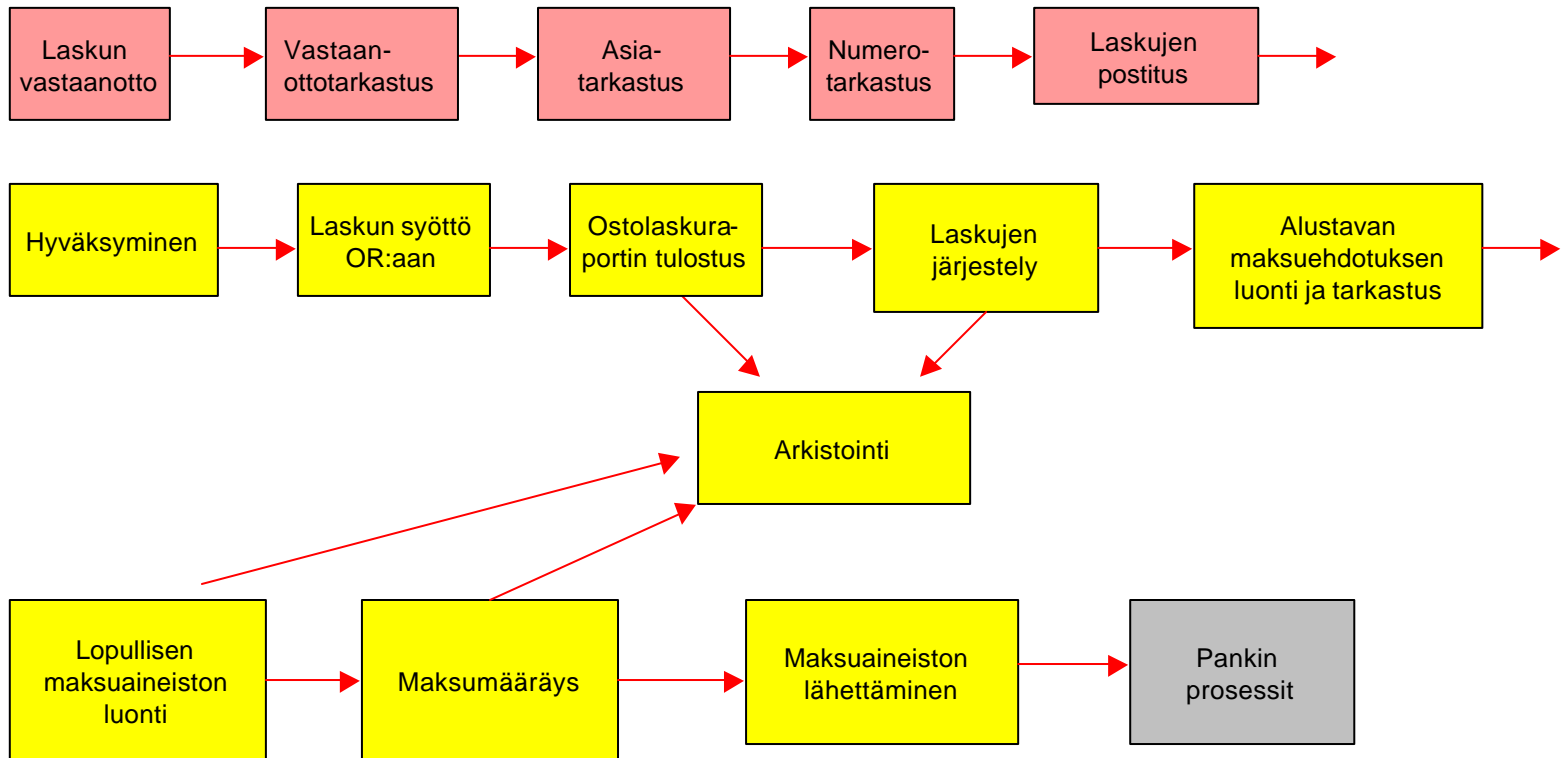 Laskun
vastaanotto
Vastaan-
ottotarkastus
Asia-
tarkastus
Numero-
tarkastus
Laskujen
postitus
Hyväksyminen
Laskun syöttö
OR:aan
Ostolaskura-
portin tulostus
Laskujen
järjestely
Alustavan
maksuehdotuksen
luonti ja tarkastus
Arkistointi
Lopullisen
maksuaineiston
luonti
Maksumääräys
Maksuaineiston
lähettäminen
Pankin
prosessit